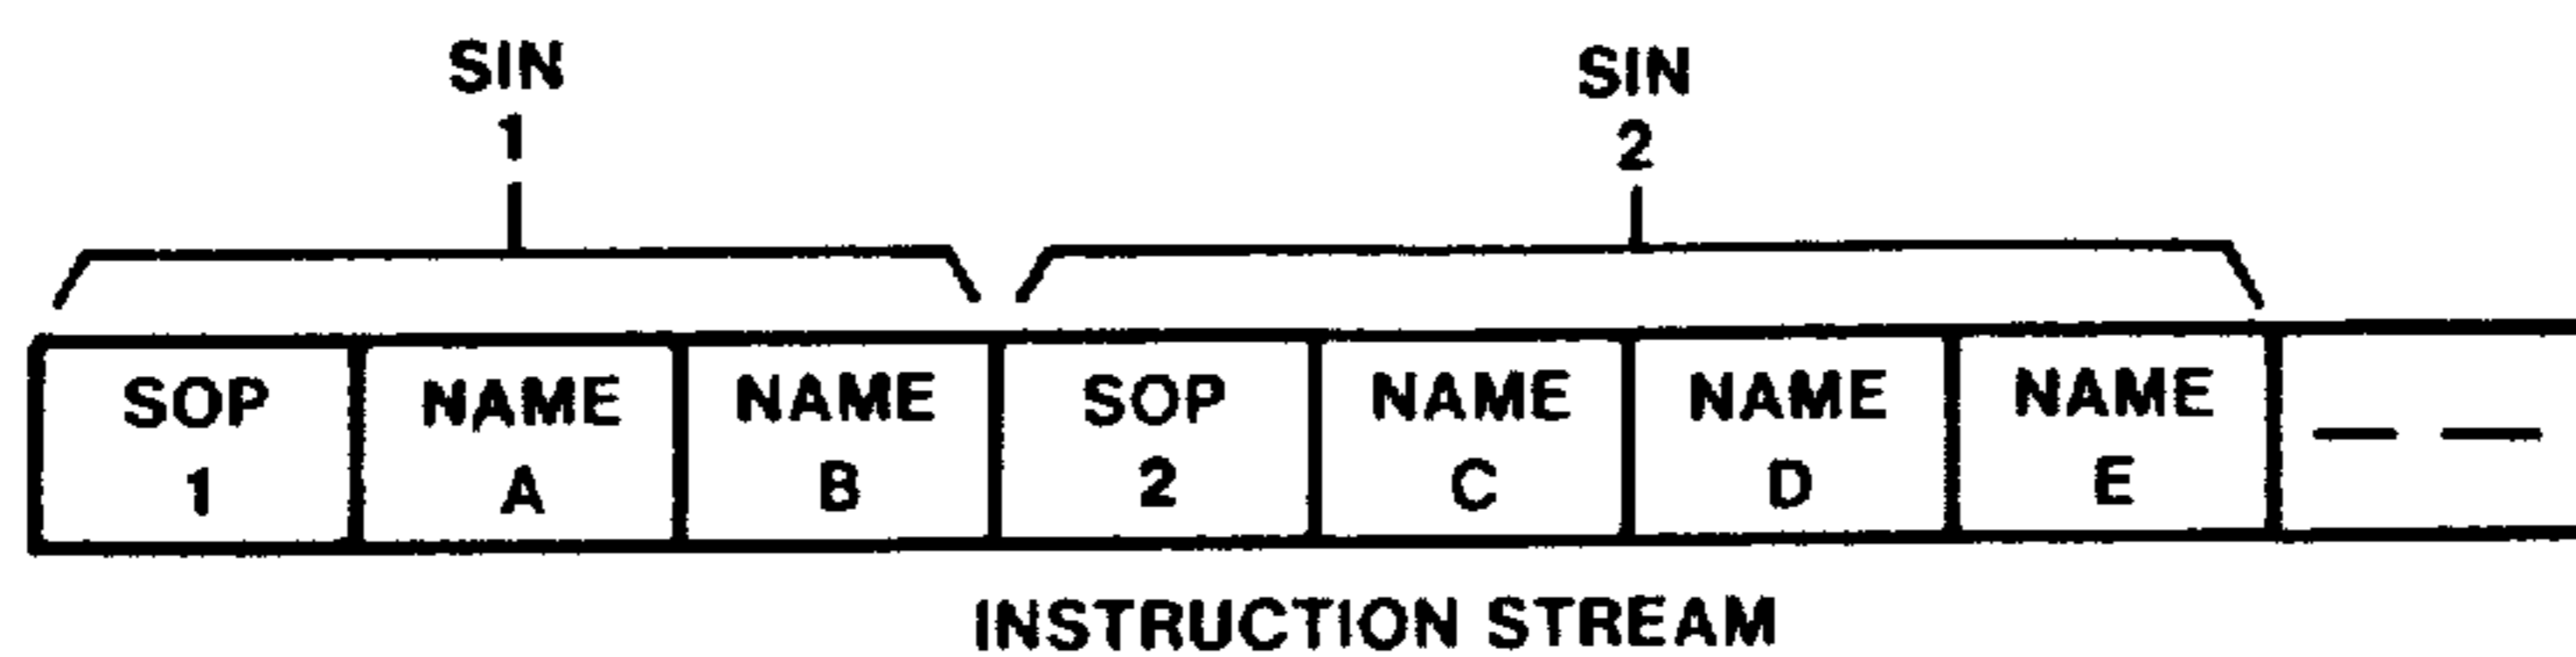 SIN
1
SIN
2
SOP
1
NAME
A
NAME
B
SOP
2
NAME
C
NAME
D
NAME
E
INSTRUCTION STREAM